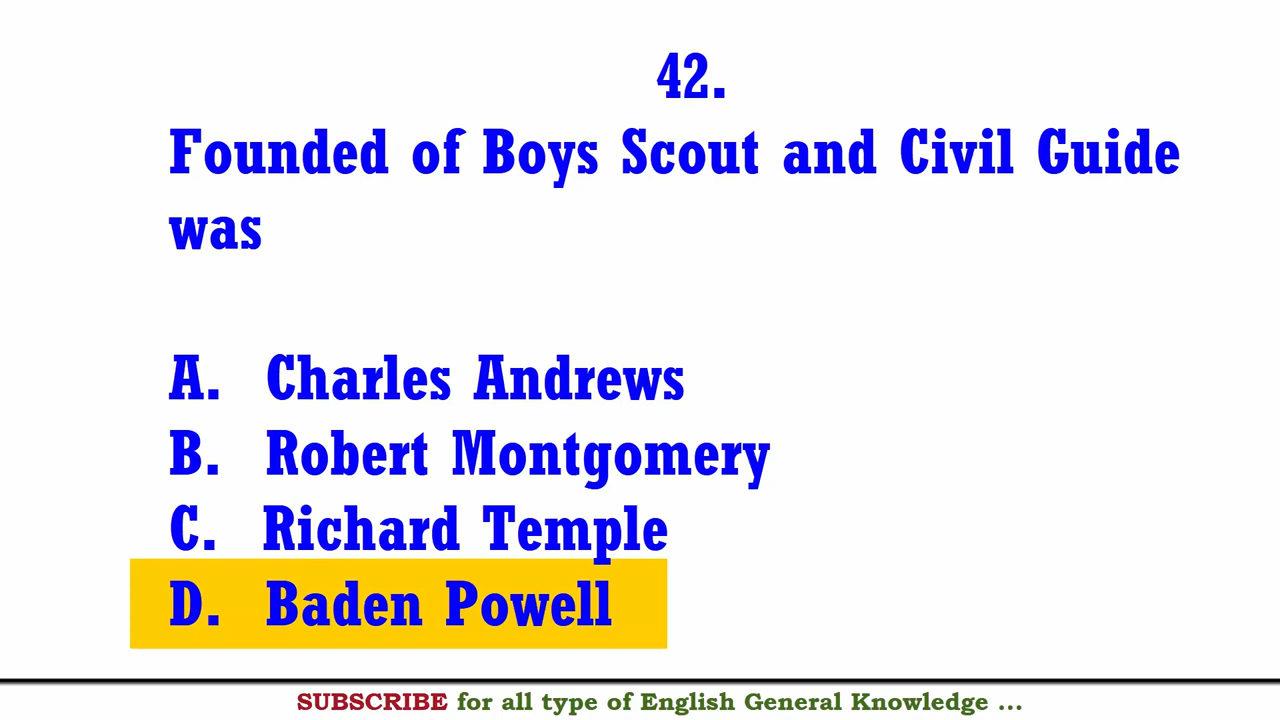 42.
Founded of Boys Scout and Civil Guide
was
A. Charles Andrews
B. Robert Montgomery
C. Richard Temple
D. Baden Powell
SUBSCRIBE for all type of English General Knowledge ...